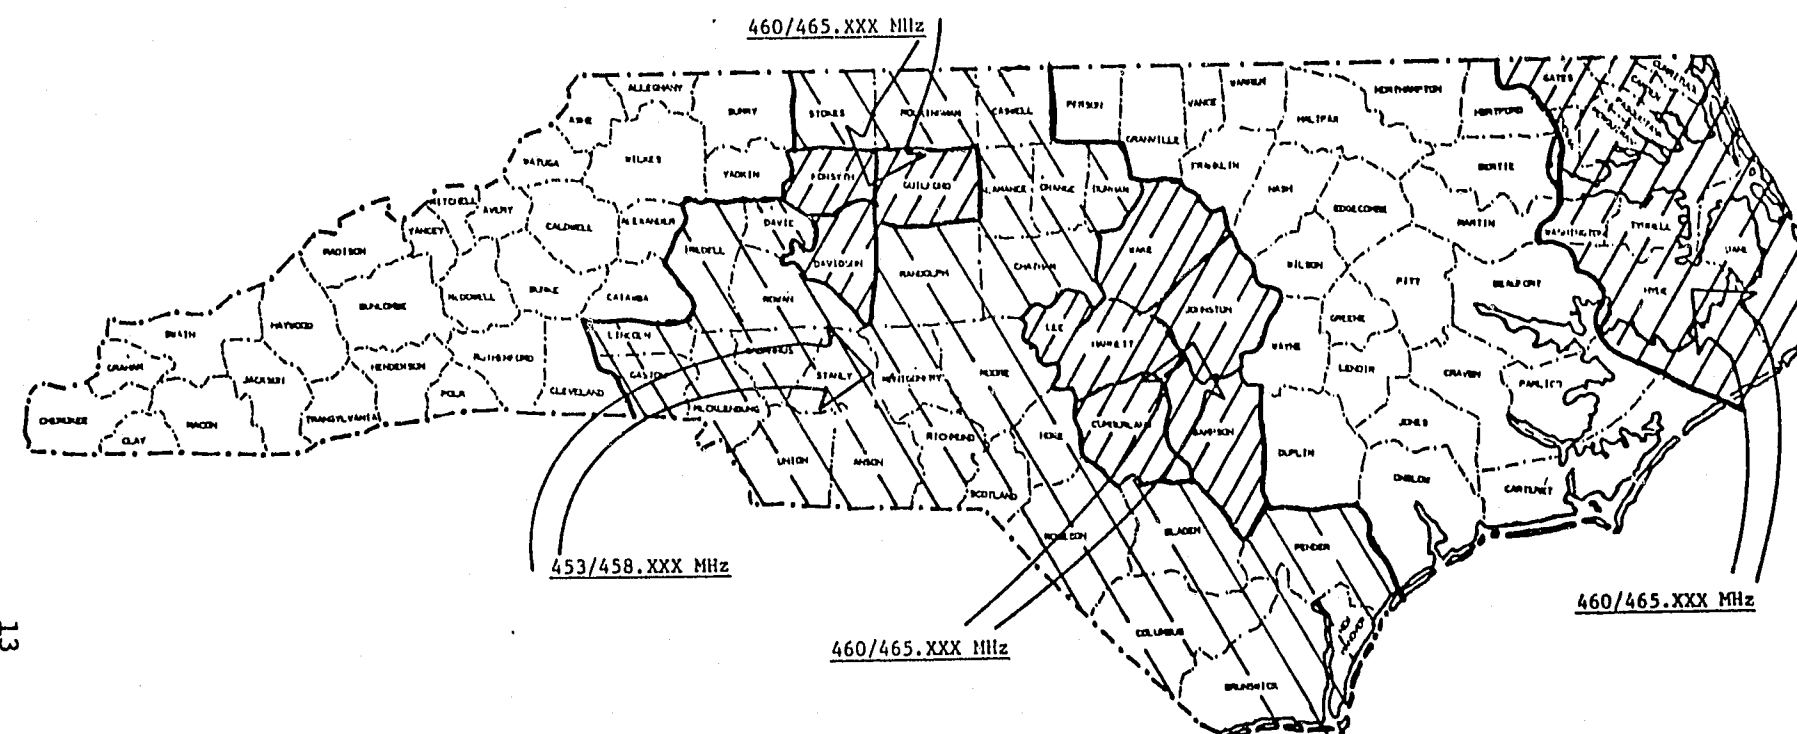 460/465.XXX MHz
ALLEGHANY
ASHE
SURRY
STOKES
ROCKINGHAM
CASWELL
PERSON
VANCE
WARREN
NORTHAMPTON
GATES
HERTFORD
HALIFAX
GRANVILLE
WATUGA
WILKES
YADKIN
FORSYTH
GUILFORD
ALAMANCE
ORANGE
DURHAM
FRANKLIN
NASH
BERTIE
MITCHELL
AVERY
CALDWELL
ALEXANDER
DAVIE
EDGECOMBE
MARTIN
WASHINGTON
TYRRELL
DARE
YANCEY
MADISON
IREDELL
DAVIDSON
RANDOLPH
CHATHAM
WAKE
WILSON
PITT
BEAUFORT
HYDE
BUNCOMBE
McDOWELL
BURKE
CATAWBA
ROWAN
LEE
JOHNSTON
GREENE
HAYWOOD
SWAIN
LINCOLN
CABARRUS
HARNETT
WAYNE
GRAHAM
HENDERSON
RUTHERFORD
GASTON
STANLY
MONTGOMERY
MOORE
LENOIR
CRAVEN
PAMLICO
JACKSON
CHEROKEE
CLAY
MACON
TRANSYLVANIA
POLK
CLEVELAND
MECKLENBURG
RICHMOND
HOKE
CUMBERLAND
SAMPSON
JONES
UNION
ANSON
SCOTLAND
DUPLIN
ONSLOW
CARTERET
ROBESON
BLADEN
PENDER
453/458.XXX MHz
460/465.XXX MHz
460/465.XXX MHz
COLUMBUS
BRUNSWICK
13